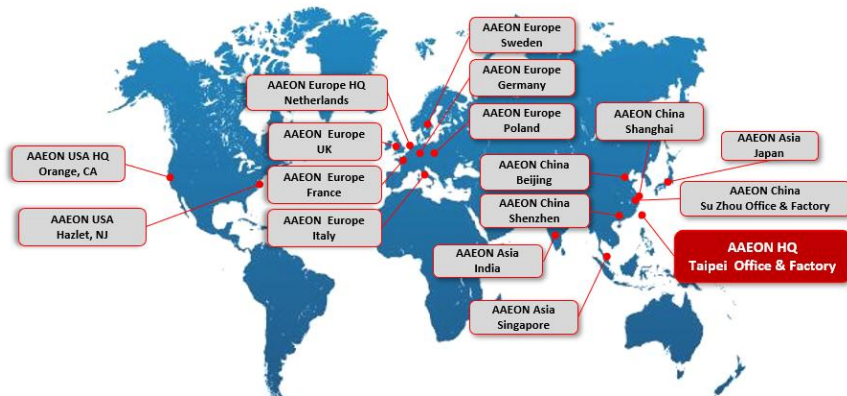 AAEON Europe
Sweden
AAEON Europe
Germany
AAEON Europe HQ
Netherlands
AAEON Europe
Poland
AAEON China
Shanghai
AAEON Europe
UK
AAEON Asia
Japan
AAEON USA HQ
Orange, CA
AAEON Europe
France
AAEON China
Beijing
AAEON China
Su Zhou Office & Factory
AAEON USA
Hazlet, NJ
AAEON Europe
Italy
AAEON China
Shenzhen
AAEON HQ
Taipei Office & Factory
AAEON Asia
India
AAEON Asia
Singapore